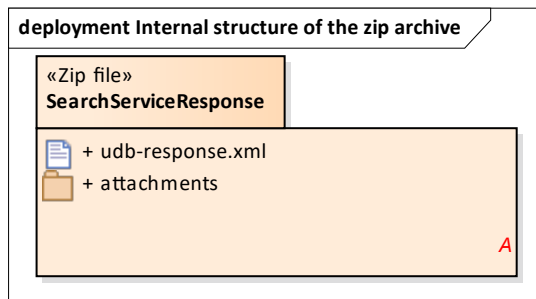 deployment Internal structure of the zip archive
«Zip file»
SearchServiceResponse
+ udb-response.xml
+ attachments
A